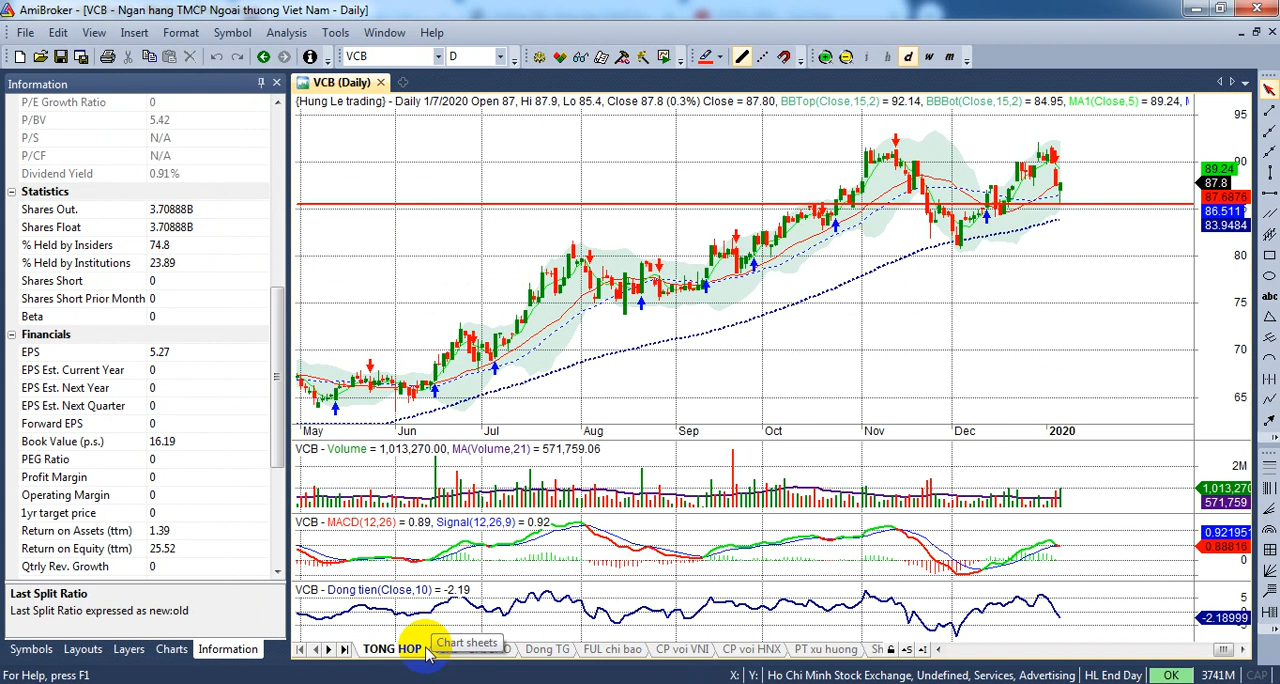 AmiBroker - [VCB - Ngan hang TMCP Ngoai thuong Viet Nam - Daily]
File Edit View Insert Format Symbol Analysis Tools Window Help
VCB D i h d w m
Information
VCB (Daily)
P/E Growth Ratio 0
P/BV 5.42
P/S N/A
P/CF N/A
Dividend Yield 0.91%
Statistics
Shares Out. 3.70888B
Shares Float 3.70888B
% Held by Insiders 74.8
% Held by Institutions 23.89
Shares Short 0
Shares Short Prior Month 0
Beta 0
Financials
EPS 5.27
EPS Est. Current Year 0
EPS Est. Next Year 0
EPS Est. Next Quarter 0
Forward EPS 0
Book Value (p.s.) 16.19
PEG Ratio 0
Profit Margin 0
Operating Margin 0
1yr target price 0
Return on Assets (ttm) 1.39
Return on Equity (ttm) 25.52
Qtrly Rev. Growth 0
Last Split Ratio
Last Split Ratio expressed as new:old
Symbols Layouts Layers Charts Information
{Hung Le trading} - Daily 1/7/2020 Open 87, Hi 87.9, Lo 85.4, Close 87.8 (0.3%) Close = 87.80, BBTop(Close,15,2) = 92.14, BBBot(Close,15,2) = 84.95, MA1(Close,5) = 89.24,
95
90
89.24
87.8
87.6876
86.511
83.9484
80
75
70
65
May Jun Jul Aug Sep Oct Nov Dec 2020
VCB - Volume = 1,013,270.00, MA(Volume,21) = 571,759.06
2M
1,013,270
571,759
VCB - MACD(12,26) = 0.89, Signal(12,26,9) = 0.92
0.921951
0.88816
0
VCB - Dong tien(Close,10) = -2.19
5
-2.18999
TONG HOP Chart sheets Dong TG FUL chi bao CP voi VNI CP voi HNX PT xu huong Sh
abc
For Help, press F1
X: Y: Ho Chi Minh Stock Exchange, Undefined, Services, Advertising HL End Day OK 3741M CAP